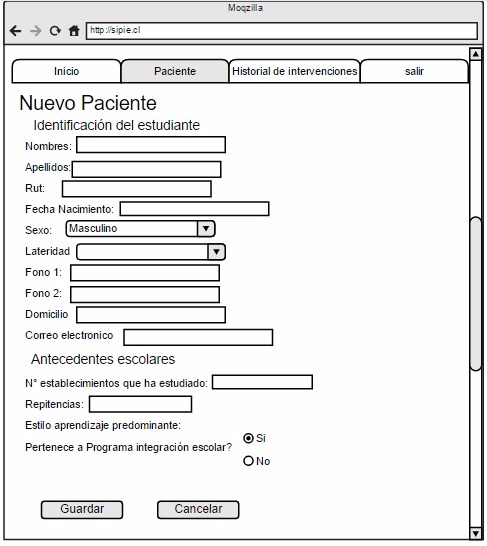 Moqzilla
http://sipie.cl
Inicio Paciente Historial de intervenciones salir
Nuevo Paciente
Identificación del estudiante
Nombres:
Apellidos:
Rut:
Fecha Nacimiento:
Sexo: Masculino
Lateridad
Fono 1:
Fono 2:
Domicilio
Correo electronico
Antecedentes escolares
N° establecimientos que ha estudiado:
Repitencias:
Estilo aprendizaje predominante:
Pertenece a Programa integración escolar? Si
No
Guardar Cancelar